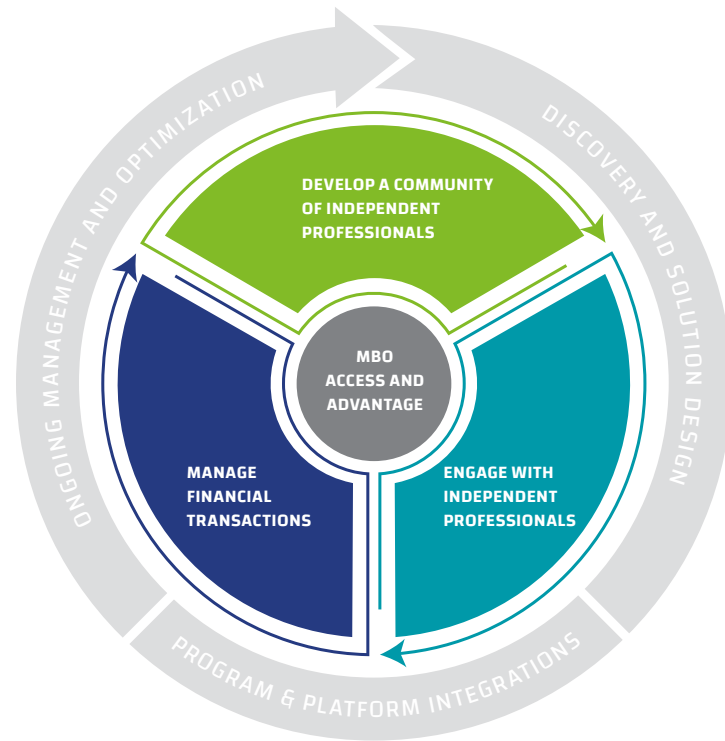 ONGOING MANAGEMENT AND OPTIMIZATION
DISCOVERY AND SOLUTION DESIGN
DEVELOP A COMMUNITY
OF INDEPENDENT
PROFESSIONALS
MBO
ACCESS AND
ADVANTAGE
MANAGE
FINANCIAL
TRANSACTIONS
ENGAGE WITH
INDEPENDENT
PROFESSIONALS
PROGRAM & PLATFORM INTEGRATIONS